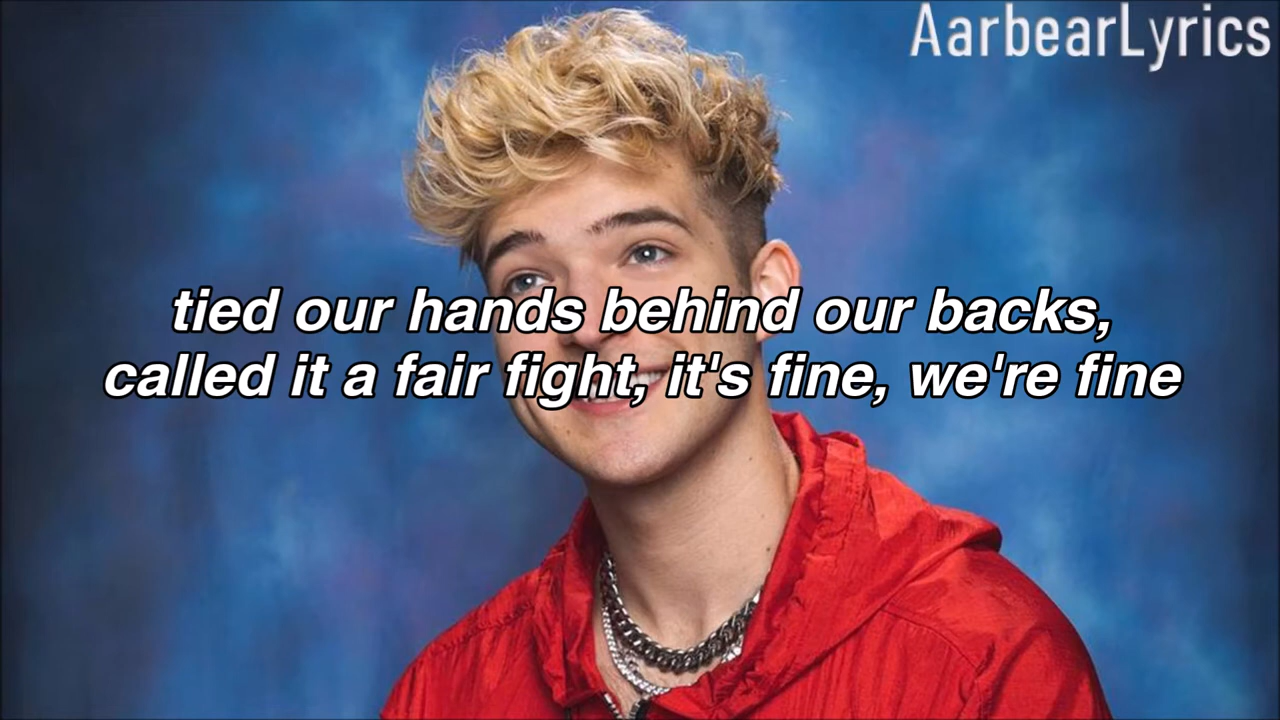 AarbearLyrics
tied our hands behind our backs,
called it a fair fight, it's fine, we're fine